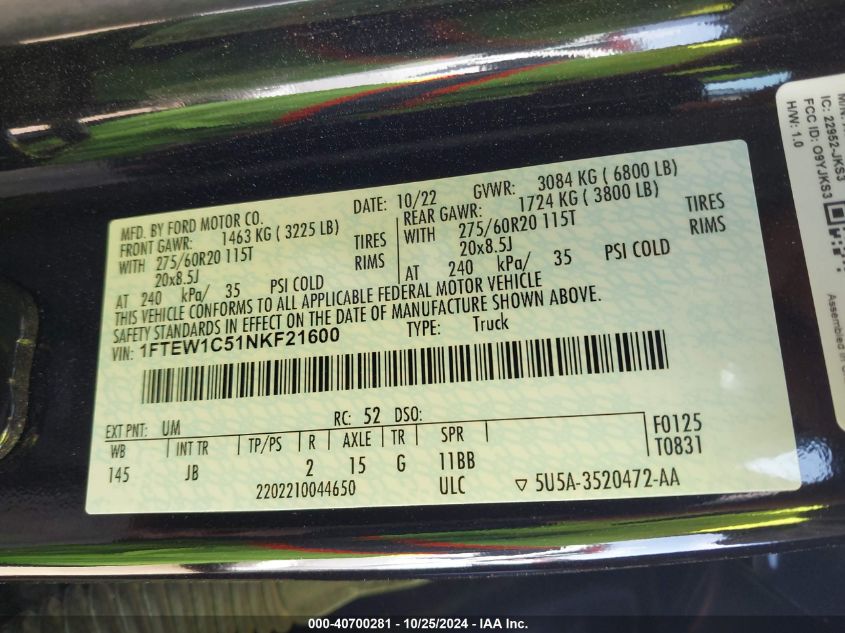 MFD. BY FORD MOTOR CO.
DATE: 10/22 GVWR: 3084 KG ( 6800 LB)
FRONT GAWR: 1463 KG ( 3225 LB)
WITH 275/60R20 115T TIRES
20x8.5J RIMS
AT 240 kPa/ 35 PSI COLD
REAR GAWR: 1724 KG ( 3800 LB)
WITH 275/60R20 115T TIRES
20x8.5J RIMS
AT 240 kPa/ 35 PSI COLD
THIS VEHICLE CONFORMS TO ALL APPLICABLE FEDERAL MOTOR VEHICLE
SAFETY STANDARDS IN EFFECT ON THE DATE OF MANUFACTURE SHOWN ABOVE.
VIN: 1FTEW1C51NKF21600 TYPE: Truck
EXT PNT: UM RC: 52 DSO:
WB INT TR TP/PS R AXLE TR SPR
145 JB 2 15 G 11BB
F0125
T0831
2202210044650 ULC ▽ 5U5A-3520472-AA
IC: 22952-JKS3
FCC ID: O9YJKS3
H/W: 1.0
Assembled in
000-40700281 - 10/25/2024 - IAA Inc.